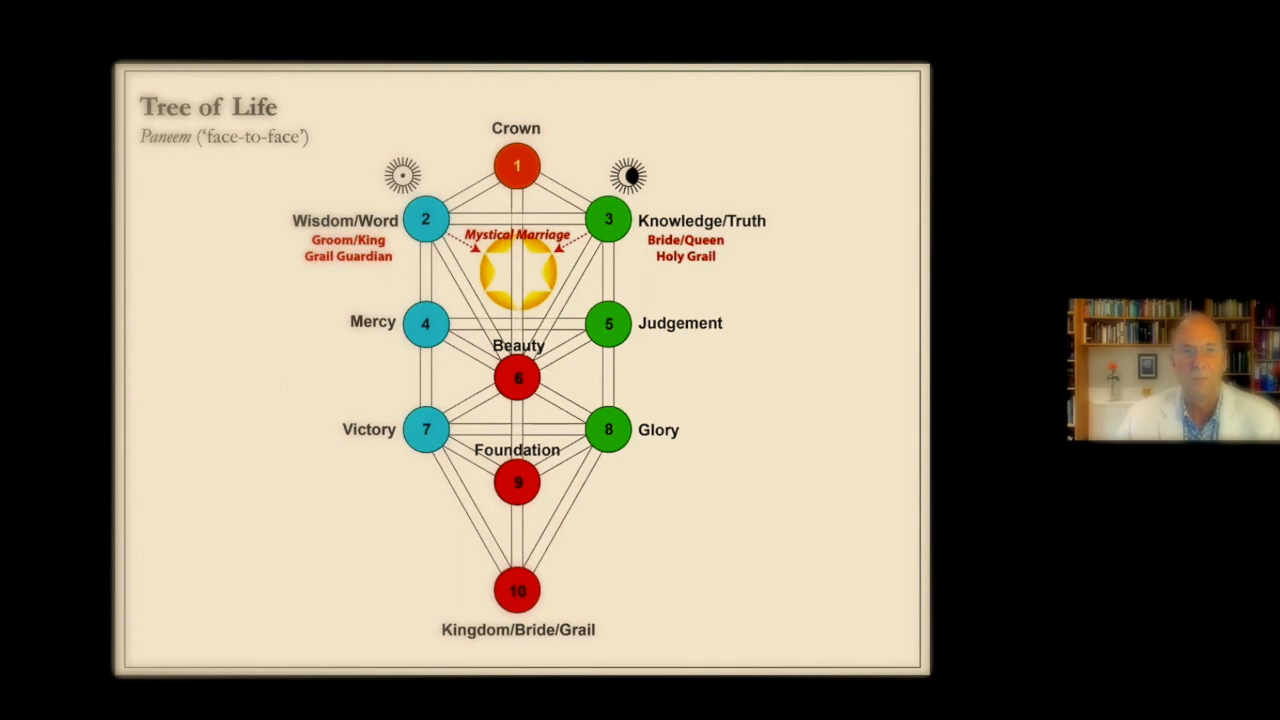 Tree of Life
Paneem ('face-to-face')
Crown
1
Wisdom/Word
2
3
Knowledge/Truth
Groom/King
Grail Guardian
Mystical Marriage
Bride/Queen
Holy Grail
Mercy
4
5
Judgement
Beauty
6
Victory
7
8
Glory
Foundation
9
10
Kingdom/Bride/Grail